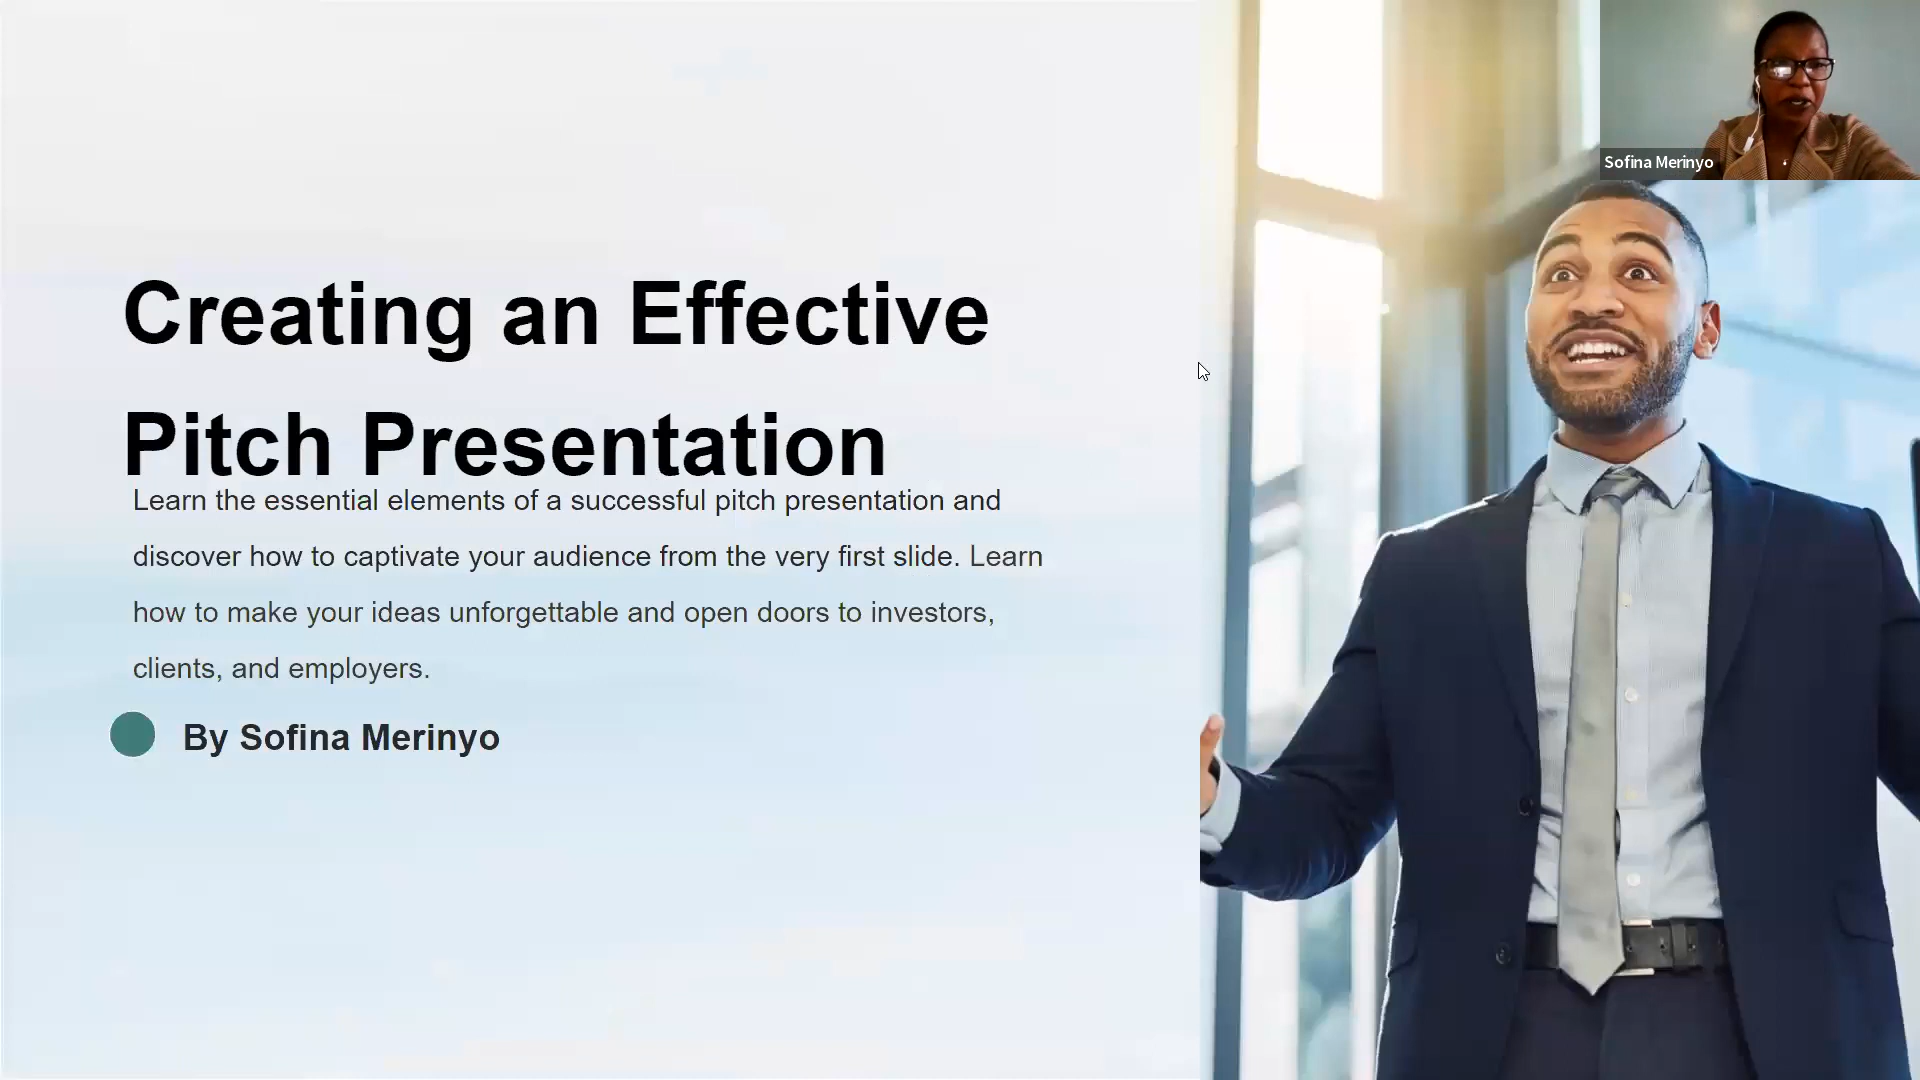 Creating an Effective
Pitch Presentation
Learn the essential elements of a successful pitch presentation and
discover how to captivate your audience from the very first slide. Learn
how to make your ideas unforgettable and open doors to investors,
clients, and employers.
By Sofina Merinyo
Sofina Merinyo